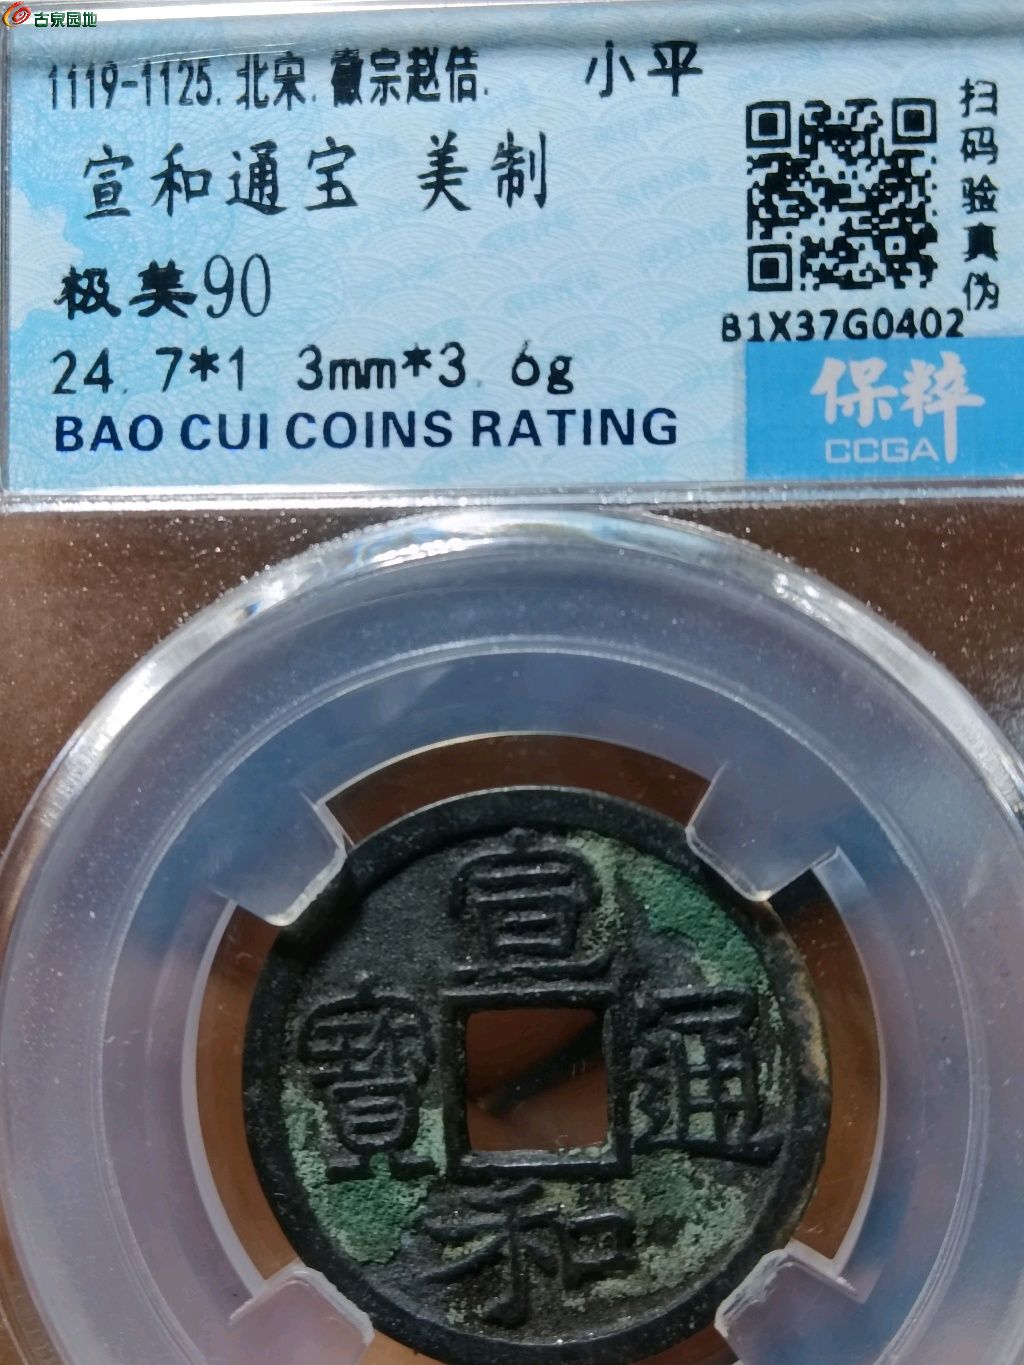 古泉园地
1119-1125. 北宋. 徽宗赵佶. 小平
宣和通宝 美制
极美90
24.7*1 3mm*3.6g
BAO CUI COINS RATING
扫码验真伪
B1X37G0402
保粹
CCGA
宣和通寶